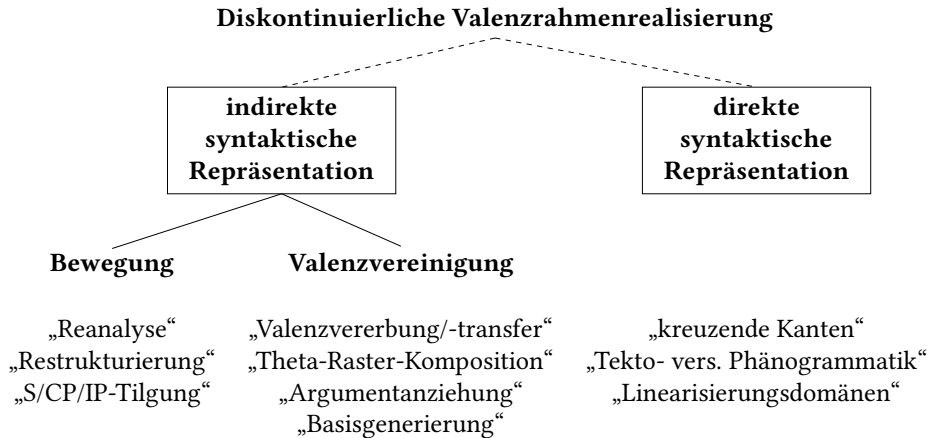 Diskontinuierliche Valenzrahmenrealisierung
indirekte
syntaktische
Repräsentation
direkte
syntaktische
Repräsentation
Bewegung
Valenzvereinigung
„Reanalyse“
„Restrukturierung“
„S/CP/IP-Tilgung“
„Valenzvererbung/-transfer“
„Theta-Raster-Komposition“
„Argumentanziehung“
„Basisgenerierung“
„kreuzende Kanten“
„Tekto- vers. Phänogrammatik“
„Linearisierungsdomänen“